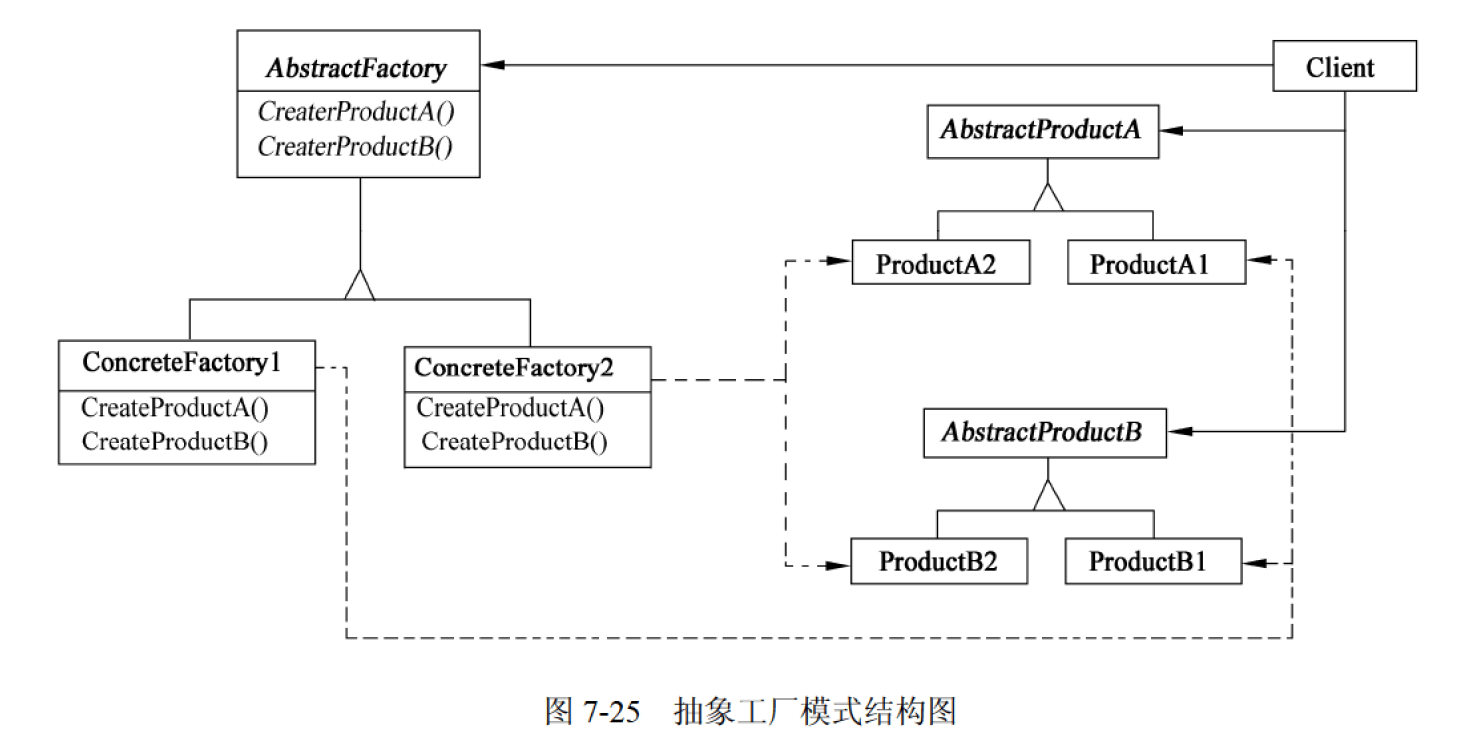 AbstractFactory
CreaterProductA()
CreaterProductB()
Client
AbstractProductA
ProductA2
ProductA1
ConcreteFactory1
CreateProductA()
CreateProductB()
ConcreteFactory2
CreateProductA()
CreateProductB()
AbstractProductB
ProductB2
ProductB1
图 7-25 抽象工厂模式结构图